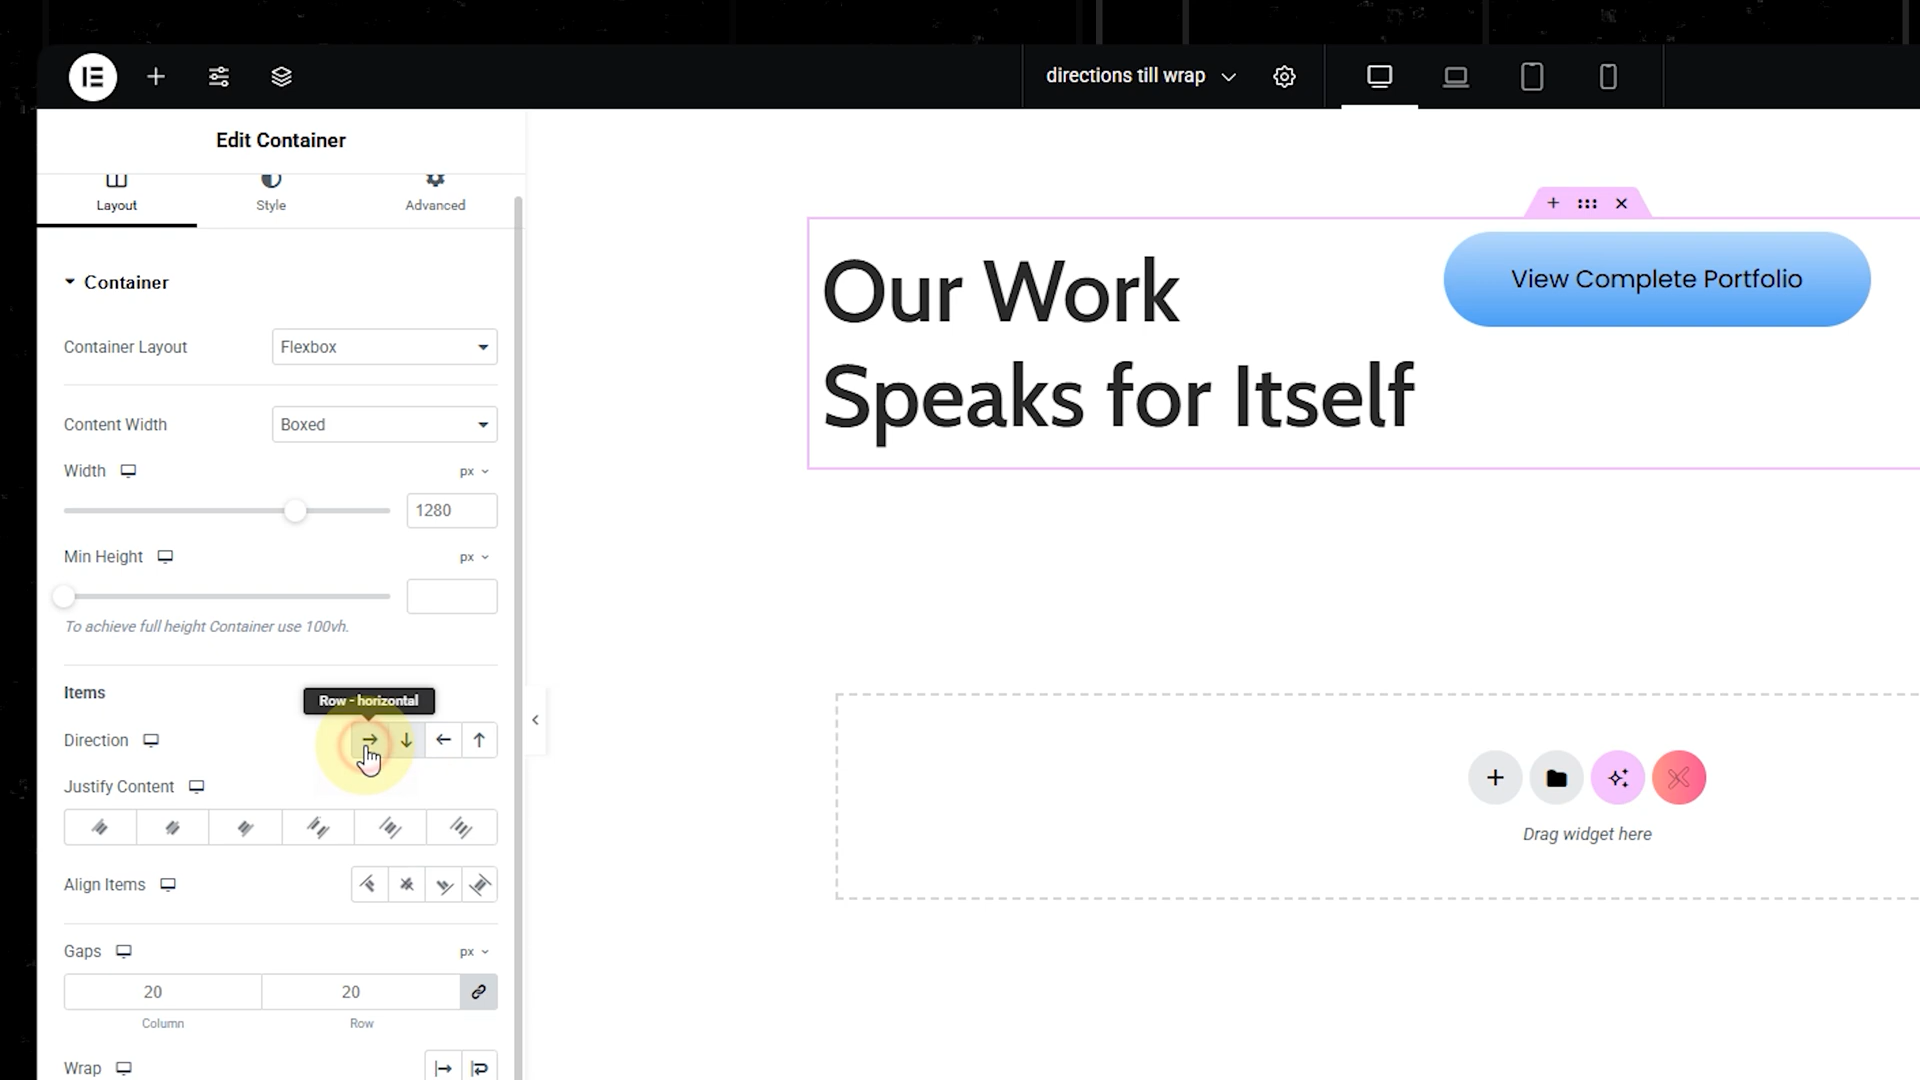 directions till wrap
Edit Container
Layout
Style
Advanced
Container
Container Layout
Flexbox
Content Width
Boxed
Width
px
1280
Min Height
px
To achieve full height Container use 100vh.
Items
Row - horizontal
Direction
Justify Content
Align Items
Gaps
px
20
20
Column
Row
Wrap
Our Work
Speaks for Itself
View Complete Portfolio
Drag widget here